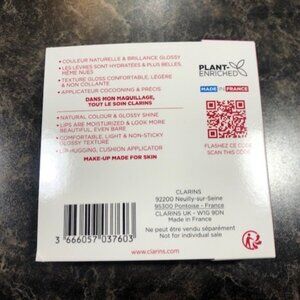 • COULEUR NATURELLE & BRILLANCE GLOSSY
• LES LÈVRES SONT HYDRATÉES & PLUS BELLES,
MÊME NUES
• TEXTURE GLOSS CONFORTABLE, LÉGÈRE
& NON COLLANTE
• APPLICATEUR COCOONING & PRÉCIS
DANS MON MAQUILLAGE,
TOUT LE SOIN CLARINS
• NATURAL COLOUR & GLOSSY SHINE
• LIPS ARE MOISTURIZED & LOOK MORE
BEAUTIFUL, EVEN BARE
• COMFORTABLE, LIGHT & NON-STICKY
GLOSSY TEXTURE
• LIP-HUGGING, CUSHION APPLICATOR
MAKE-UP MADE FOR SKIN
PLANT-
ENRICHED
MADE IN FRANCE
FLASHEZ CE CODE
SCAN THIS CODE
CLARINS
92200 Neuilly-sur-Seine
95300 Pontoise - France
CLARINS UK - W1G 9DN
Made in France
Ne peut être vendu séparément
Not for individual sale
3 666057 037603
www.clarins.com